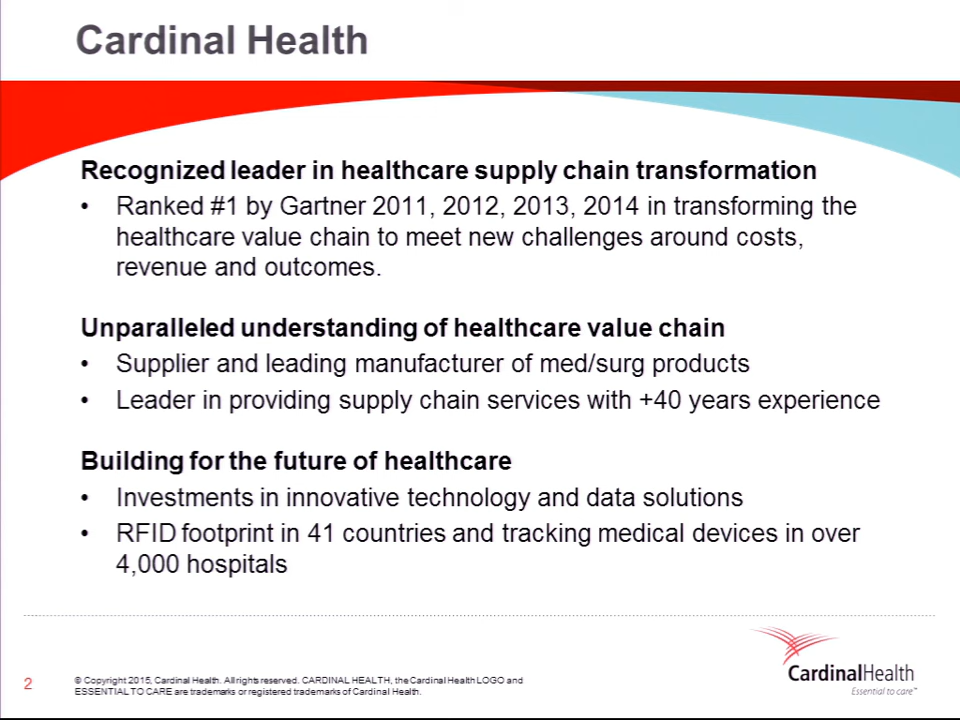 Cardinal Health
Recognized leader in healthcare supply chain transformation
• Ranked #1 by Gartner 2011, 2012, 2013, 2014 in transforming the
healthcare value chain to meet new challenges around costs,
revenue and outcomes.
Unparalleled understanding of healthcare value chain
• Supplier and leading manufacturer of med/surg products
• Leader in providing supply chain services with +40 years experience
Building for the future of healthcare
• Investments in innovative technology and data solutions
• RFID footprint in 41 countries and tracking medical devices in over
4,000 hospitals
2
© Copyright 2015, Cardinal Health. All rights reserved. CARDINAL HEALTH, the Cardinal Health LOGO and
ESSENTIAL TO CARE are trademarks or registered trademarks of Cardinal Health.
CardinalHealth
Essential to care™